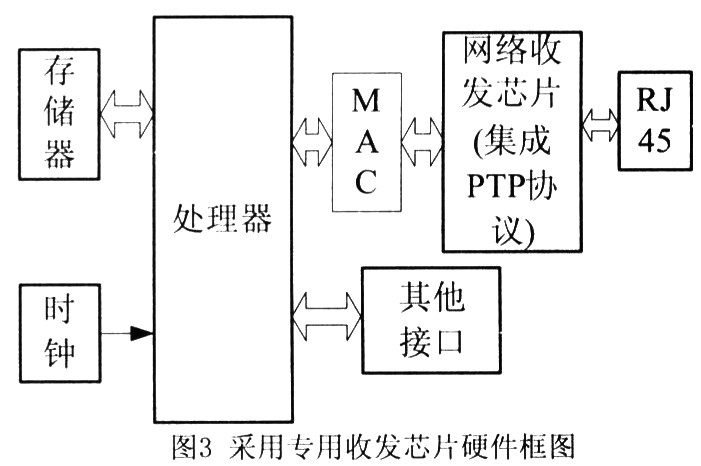 存
储
器
时
钟
处理器
M
A
C
网络收
发芯片
(集成
PTP协
议)
RJ
45
其他
接口
图3 采用专用收发芯片硬件框图